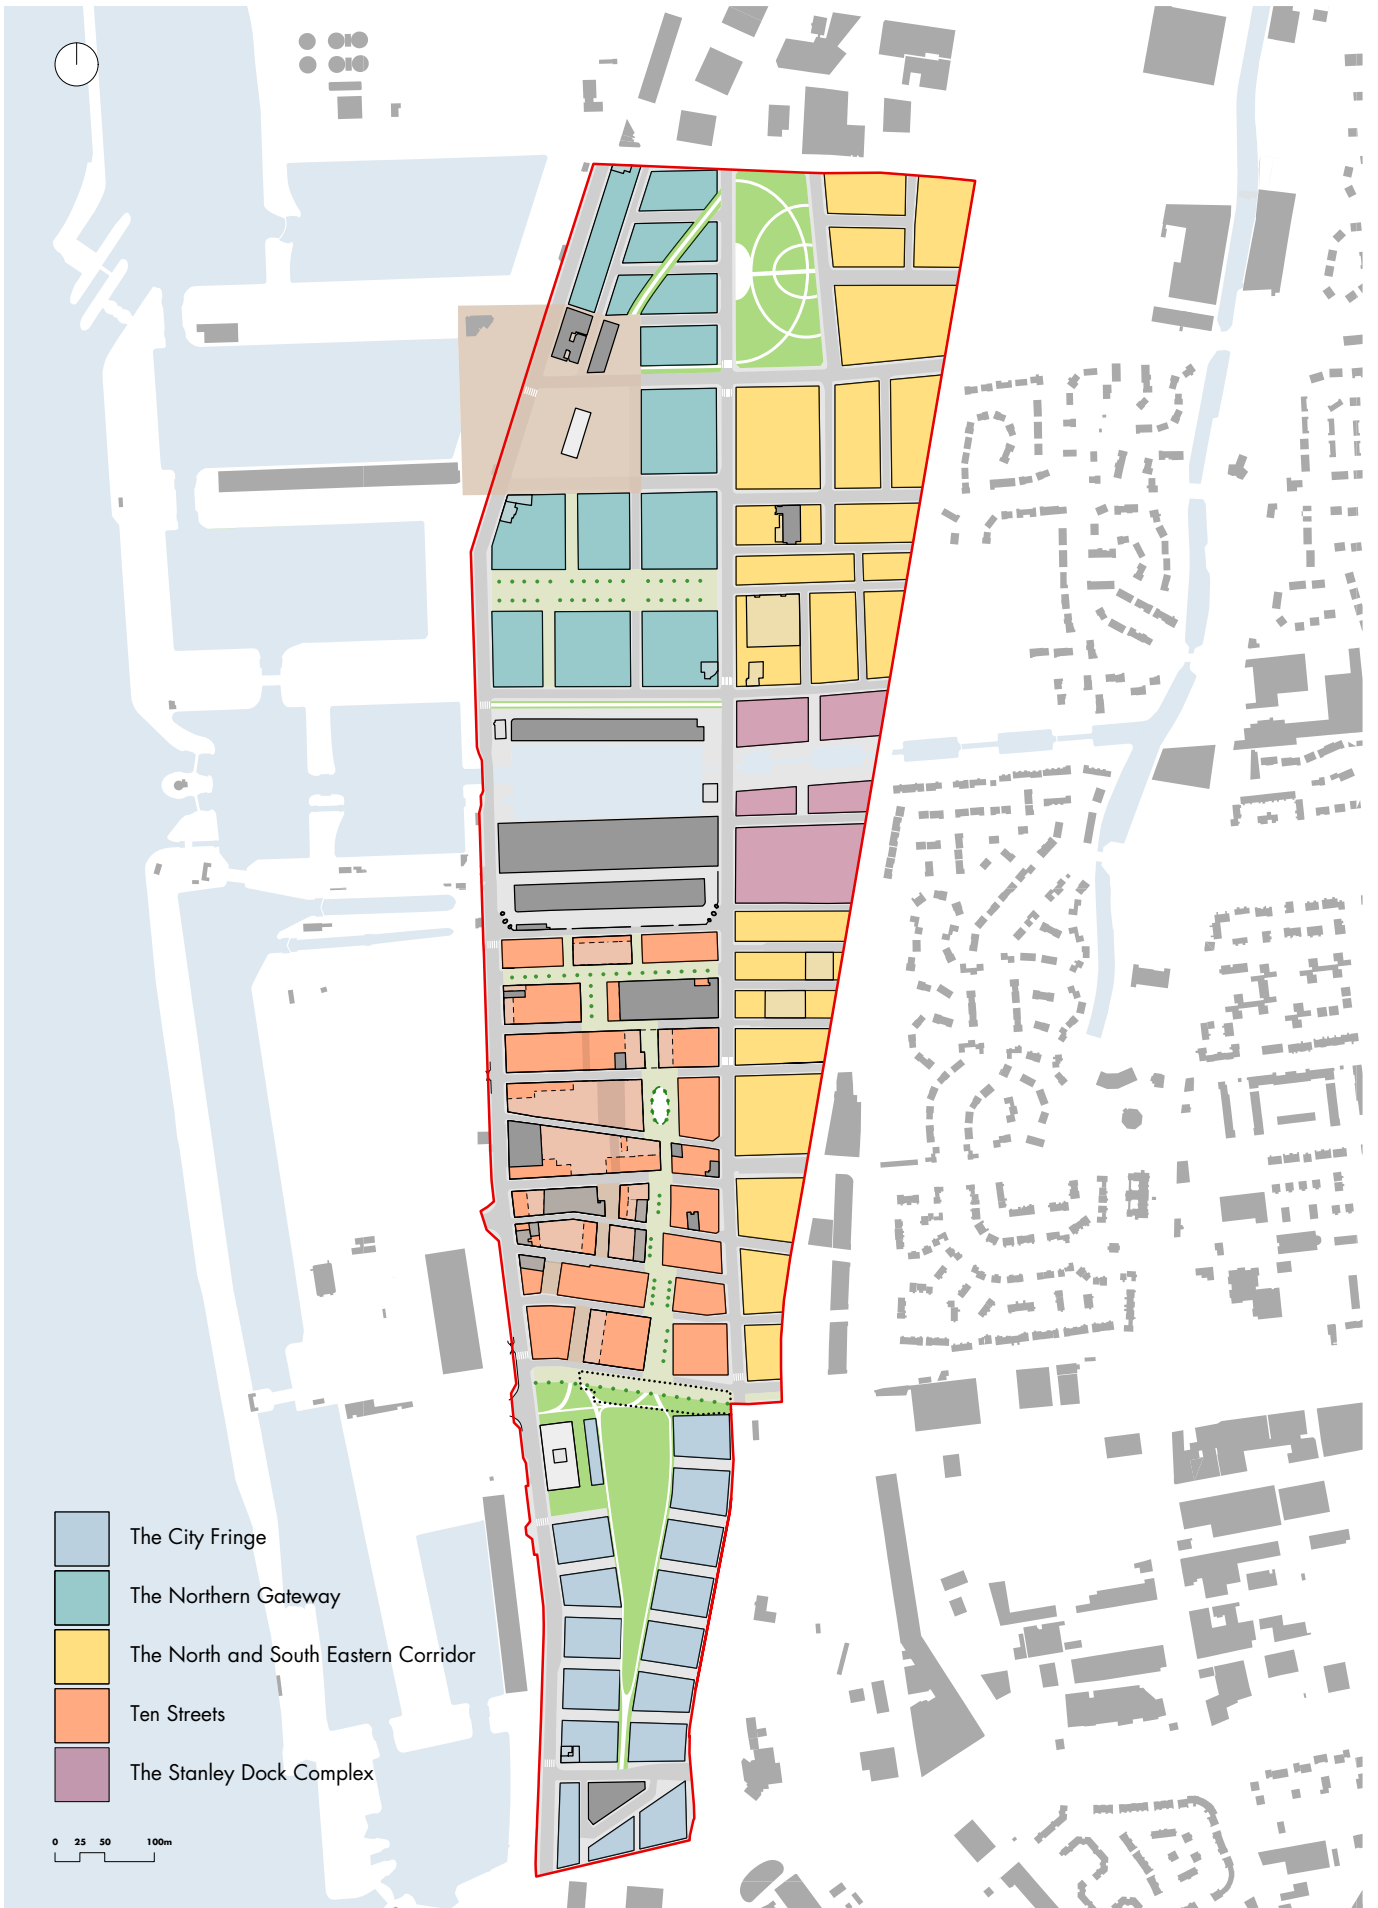 The City Fringe
The Northern Gateway
The North and South Eastern Corridor
Ten Streets
The Stanley Dock Complex
0 25 50 100m